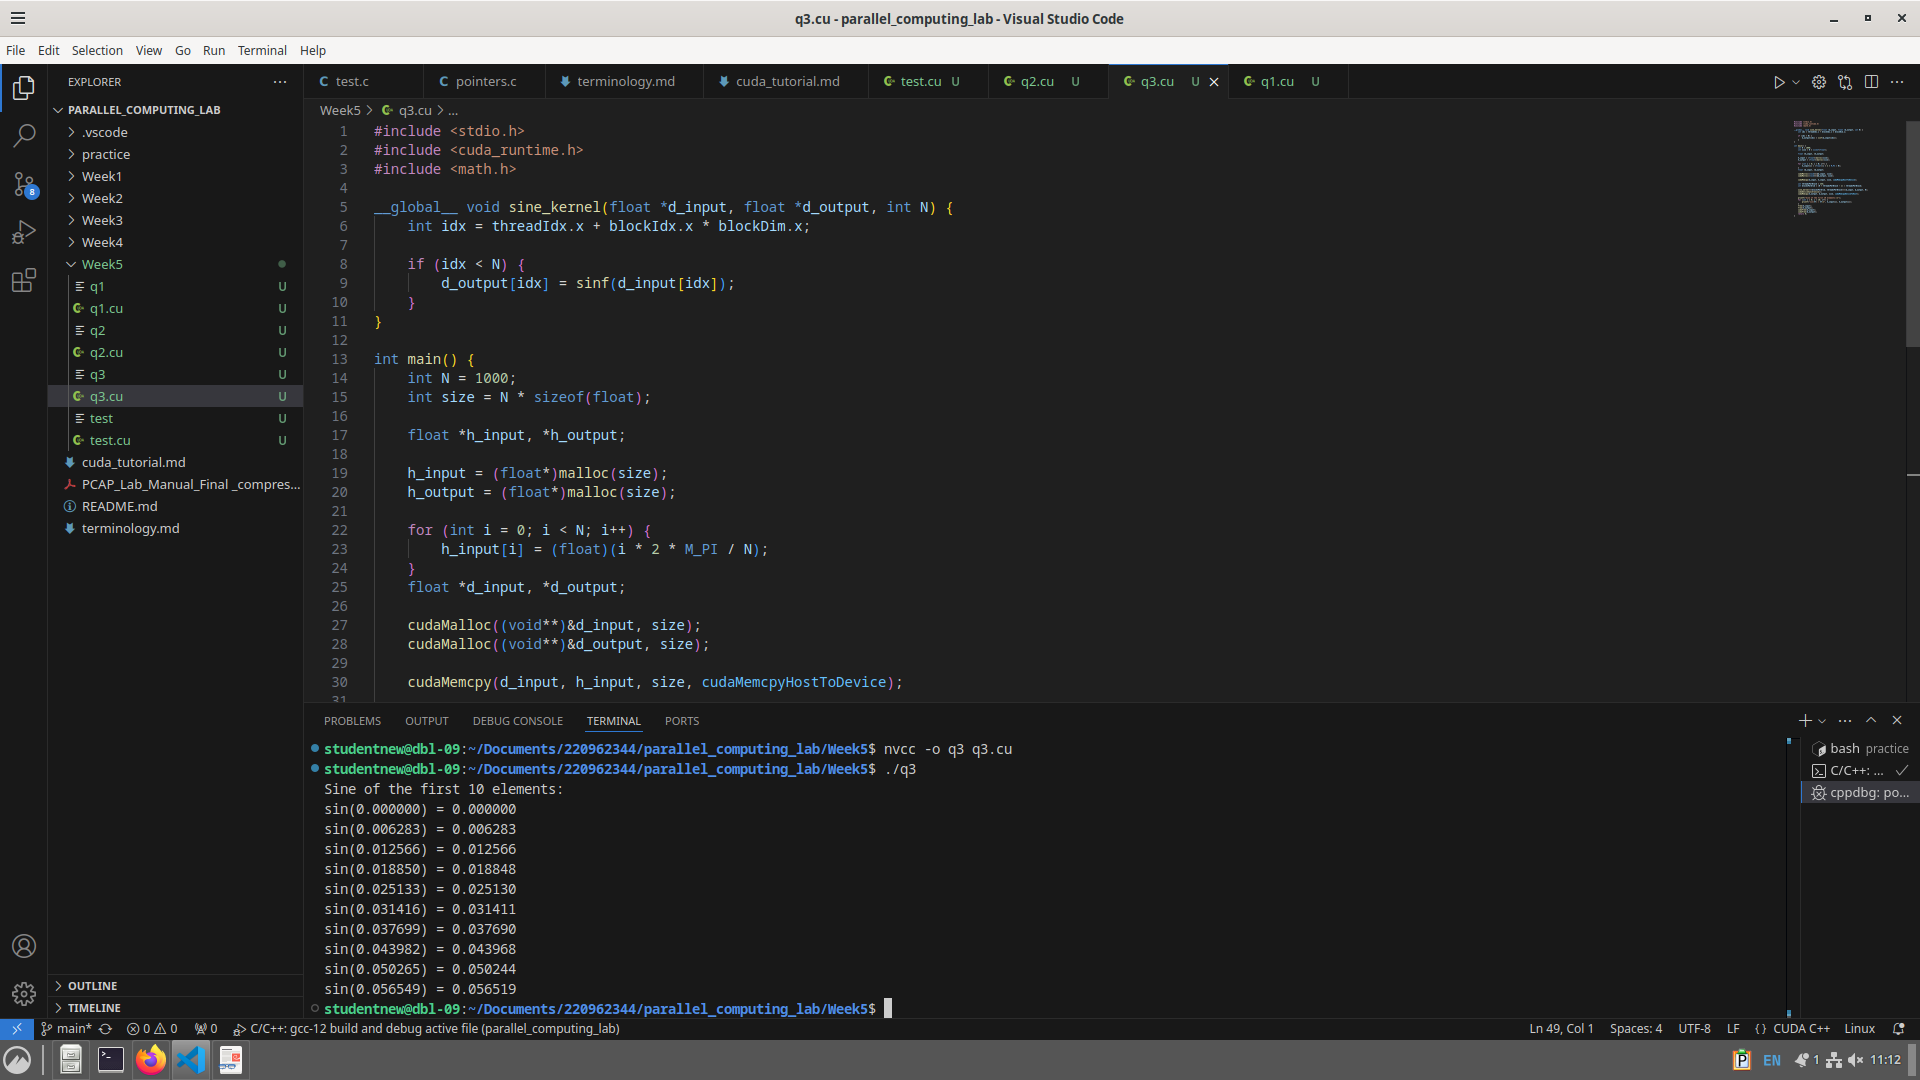 q3.cu - parallel_computing_lab - Visual Studio Code
File Edit Selection View Go Run Terminal Help
EXPLORER
PARALLEL_COMPUTING_LAB
.vscode
practice
Week1
Week2
Week3
Week4
Week5
q1 U
q1.cu U
q2 U
q2.cu U
q3 U
q3.cu U
test U
test.cu U
cuda_tutorial.md
PCAP_Lab_Manual_Final _compres...
README.md
terminology.md
OUTLINE
TIMELINE
8
test.c pointers.c terminology.md cuda_tutorial.md test.cu U q2.cu U q3.cu U q1.cu U
Week5 > q3.cu > ...
1 #include <stdio.h>
2 #include <cuda_runtime.h>
3 #include <math.h>
4
5 __global__ void sine_kernel(float *d_input, float *d_output, int N) {
6 int idx = threadIdx.x + blockIdx.x * blockDim.x;
7
8 if (idx < N) {
9 d_output[idx] = sinf(d_input[idx]);
10 }
11 }
12
13 int main() {
14 int N = 1000;
15 int size = N * sizeof(float);
16
17 float *h_input, *h_output;
18
19 h_input = (float*)malloc(size);
20 h_output = (float*)malloc(size);
21
22 for (int i = 0; i < N; i++) {
23 h_input[i] = (float)(i * 2 * M_PI / N);
24 }
25 float *d_input, *d_output;
26
27 cudaMalloc((void**)&d_input, size);
28 cudaMalloc((void**)&d_output, size);
29
30 cudaMemcpy(d_input, h_input, size, cudaMemcpyHostToDevice);
31
PROBLEMS OUTPUT DEBUG CONSOLE TERMINAL PORTS
studentnew@dbl-09:~/Documents/220962344/parallel_computing_lab/Week5$ nvcc -o q3 q3.cu
studentnew@dbl-09:~/Documents/220962344/parallel_computing_lab/Week5$ ./q3
Sine of the first 10 elements:
sin(0.000000) = 0.000000
sin(0.006283) = 0.006283
sin(0.012566) = 0.012566
sin(0.018850) = 0.018848
sin(0.025133) = 0.025130
sin(0.031416) = 0.031411
sin(0.037699) = 0.037690
sin(0.043982) = 0.043968
sin(0.050265) = 0.050244
sin(0.056549) = 0.056519
studentnew@dbl-09:~/Documents/220962344/parallel_computing_lab/Week5$
bash practice
C/C++: ...
cppdbg: po...
main* 0 0 0 C/C++: gcc-12 build and debug active file (parallel_computing_lab) Ln 49, Col 1 Spaces: 4 UTF-8 LF {} CUDA C++ Linux
EN 1 11:12